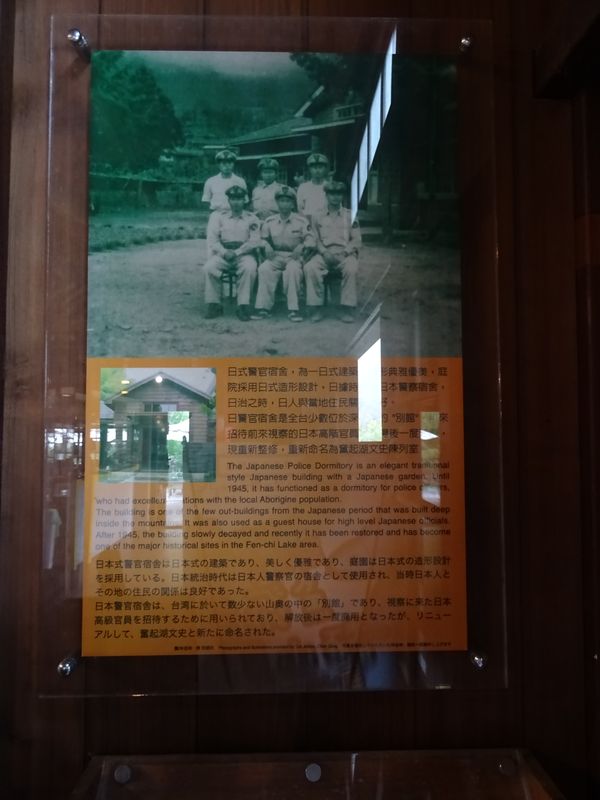 日式警官宿舍，為一日式建築 形典雅優美，庭
院採用日式造形設計，日據時 日本警察宿舍，
日治之時，日人與當地住民關 好。
日警官宿舍是全台少數位於深 的"別館" 來
招待前來視察的日本高階官員 後一度 ，
現重新整修，重新命名為奮起湖文史陳列室
The Japanese Police Dormitory is an elegant traditional
style Japanese building with a Japanese garden. Until
1945, it has functioned as a dormitory for police officers,
who had excellent relations with the local Aborigine population.
The building is one of the few out-buildings from the Japanese period that was built deep
inside the mountains. It was also used as a guest house for high level Japanese officials.
After 1945, the building slowly decayed and recently it has been restored and has become
one of the major historical sites in the Fen-chi Lake area.
日本式警官宿舍は日本式の建築であり、美しく優雅であり、庭園は日本式の造形設計
を採用している。日本統治時代は日本人警察官の宿舍として使用され、当時日本人と
その地の住民の関係は良好であった。
日本警官宿舍は、台湾に於いて数少ない山奥の中の「別館」であり、視察に来た日本
高級官員を招待するために用いられており、解放後は一度廃用となったが、リニュー
アルして、奮起湖文史と新たに命名された。